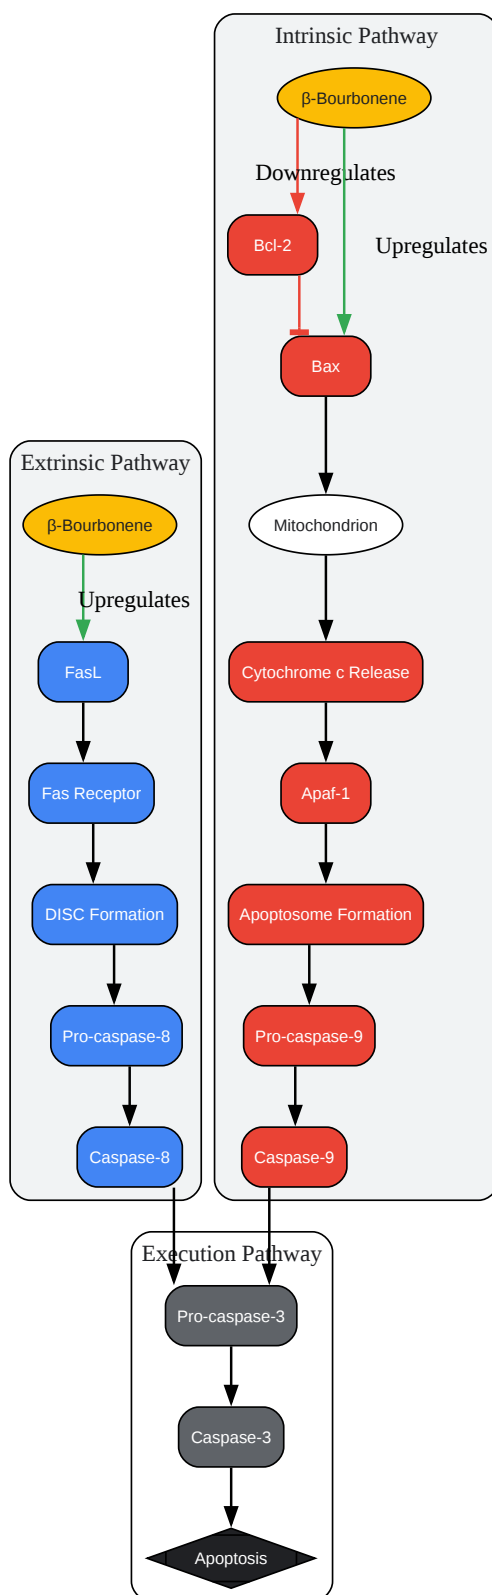 Intrinsic Pathway
β-Bourbonene
Downregulates
Bcl-2
Upregulates
Bax
Mitochondrion
Cytochrome c Release
Apaf-1
Apoptosome Formation
Pro-caspase-9
Caspase-9
Extrinsic Pathway
β-Bourbonene
Upregulates
FasL
Fas Receptor
DISC Formation
Pro-caspase-8
Caspase-8
Execution Pathway
Pro-caspase-3
Caspase-3
Apoptosis